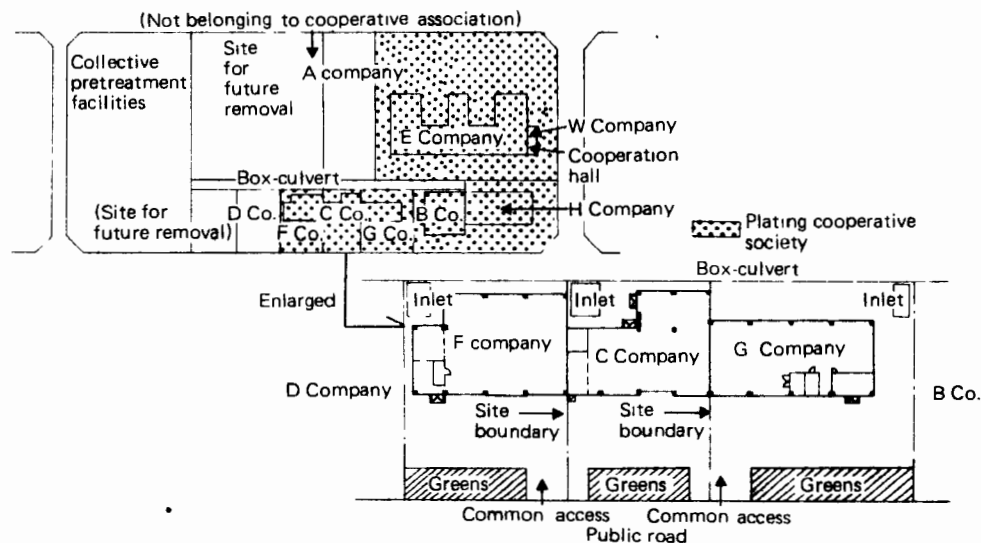 (Not belonging to cooperative association)
Collective
pretreatment
facilities
Site
for
future
removal
A company
E Company
W Company
Cooperation
hall
Box-culvert
(Site for
future removal)
D Co.
F Co.
C Co.
G Co.
B Co.
H Company
Plating cooperative
society
Enlarged
Box-culvert
Inlet
Inlet
Inlet
F company
C Company
G Company
D Company
B Co.
Site
boundary
Site
boundary
Greens
Greens
Greens
Common access
Common access
Public road